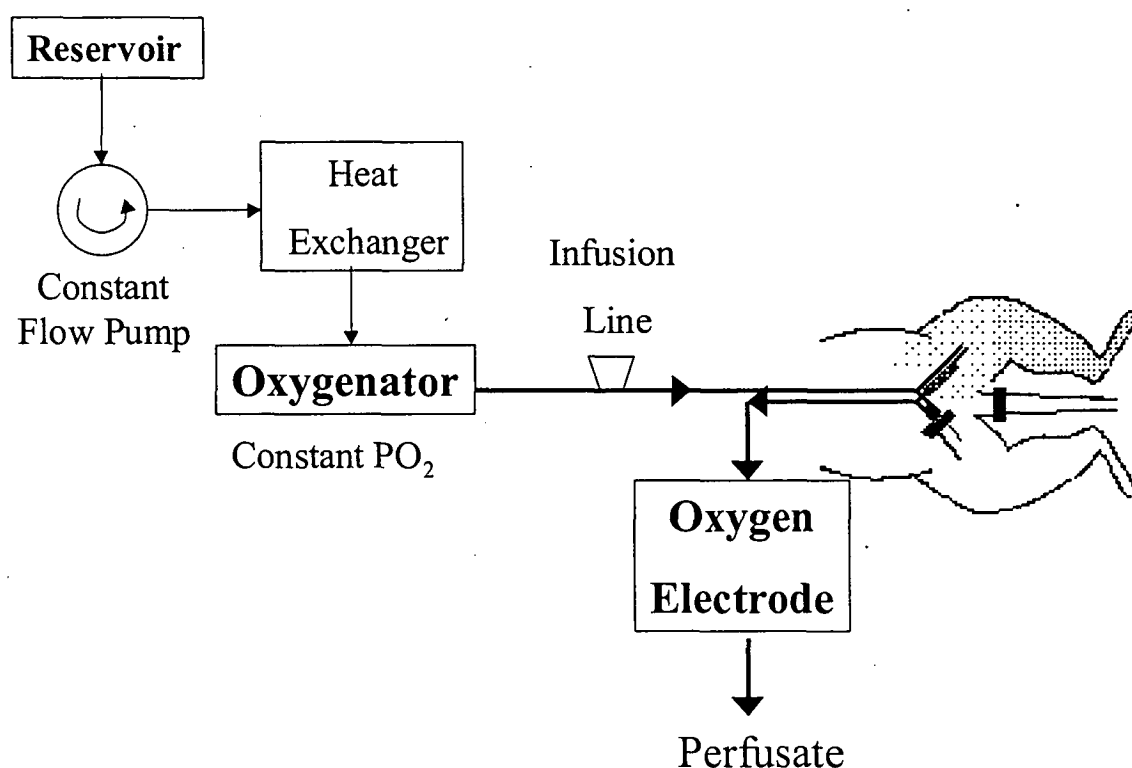 Reservoir
Heat
Exchanger
Constant
Flow Pump
Infusion
Line
Oxygenator
Constant PO₂
Oxygen
Electrode
Perfusate